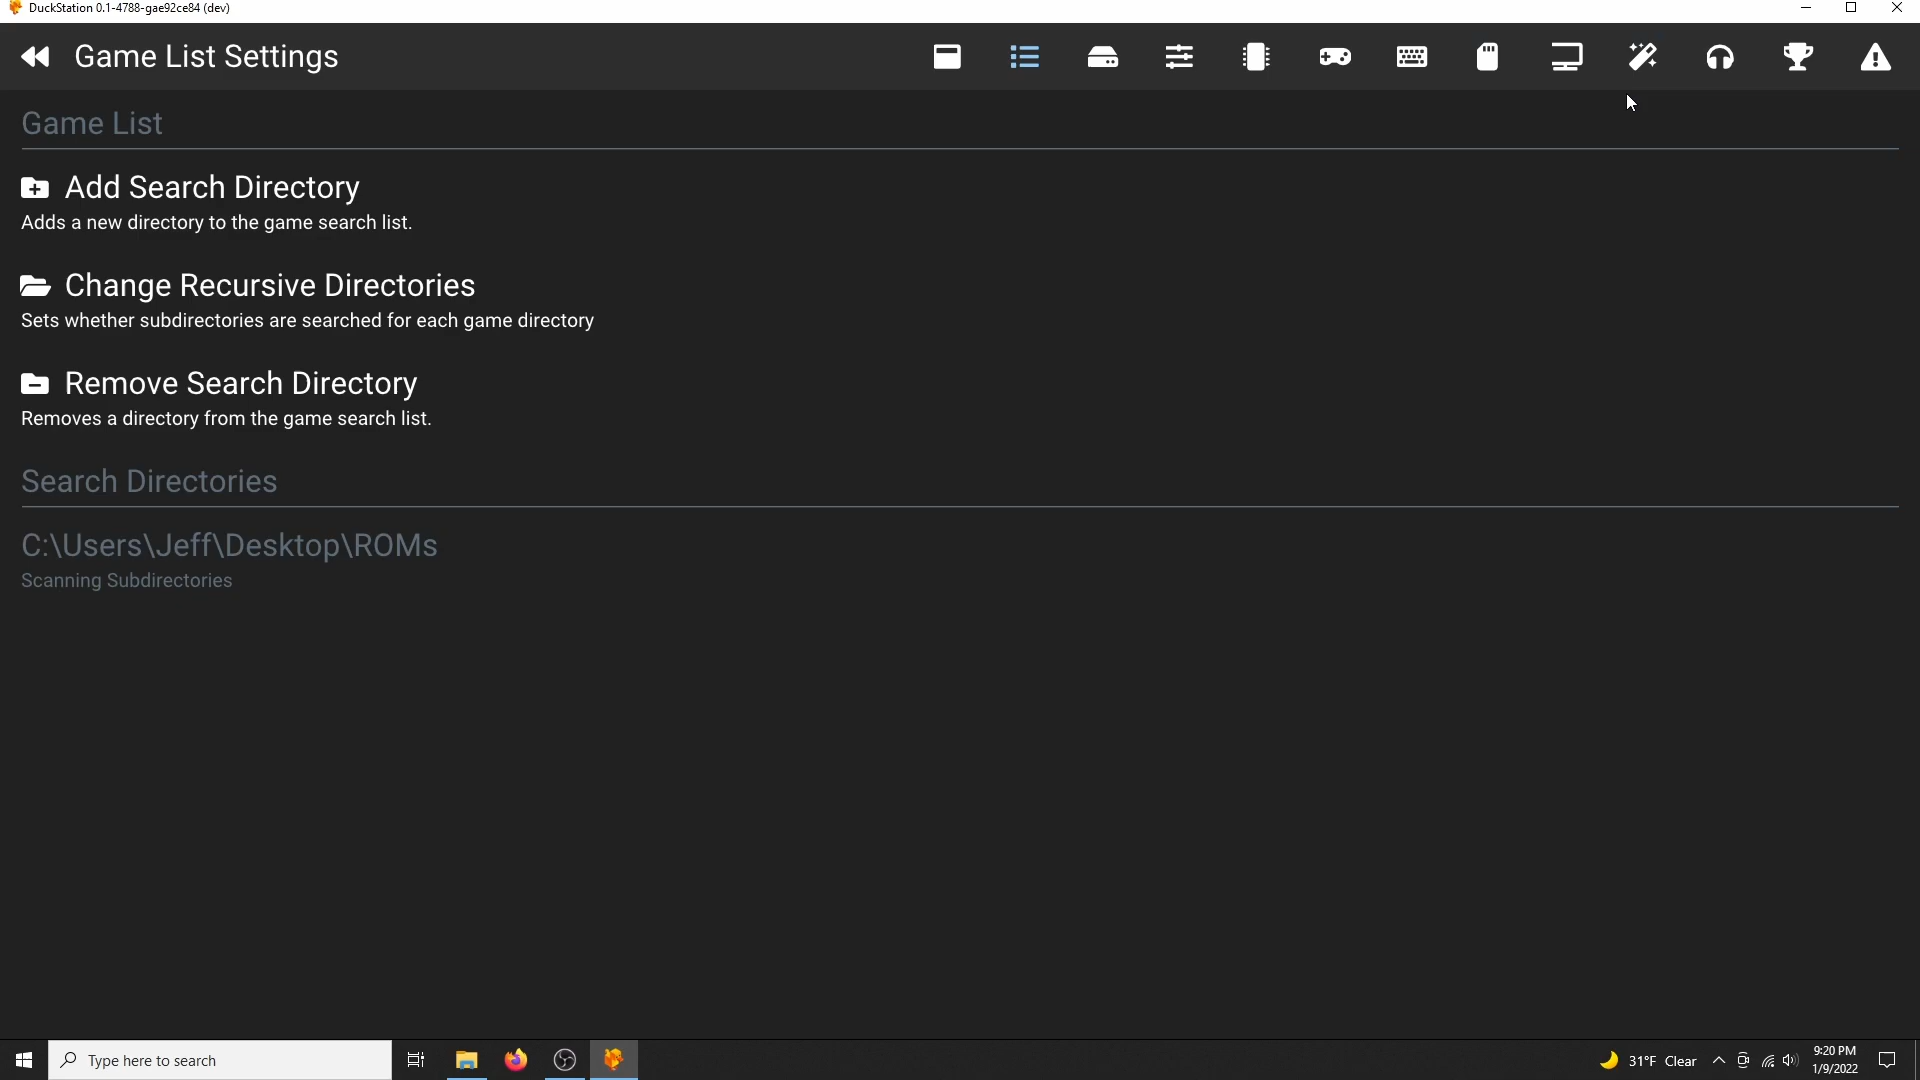 DuckStation 0.1-4788-gae92ce84 (dev)
Game List Settings
Game List
Add Search Directory
Adds a new directory to the game search list.
Change Recursive Directories
Sets whether subdirectories are searched for each game directory
Remove Search Directory
Removes a directory from the game search list.
Search Directories
C:\Users\Jeff\Desktop\ROMs
Scanning Subdirectories
Type here to search
31°F Clear
9:20 PM
1/9/2022